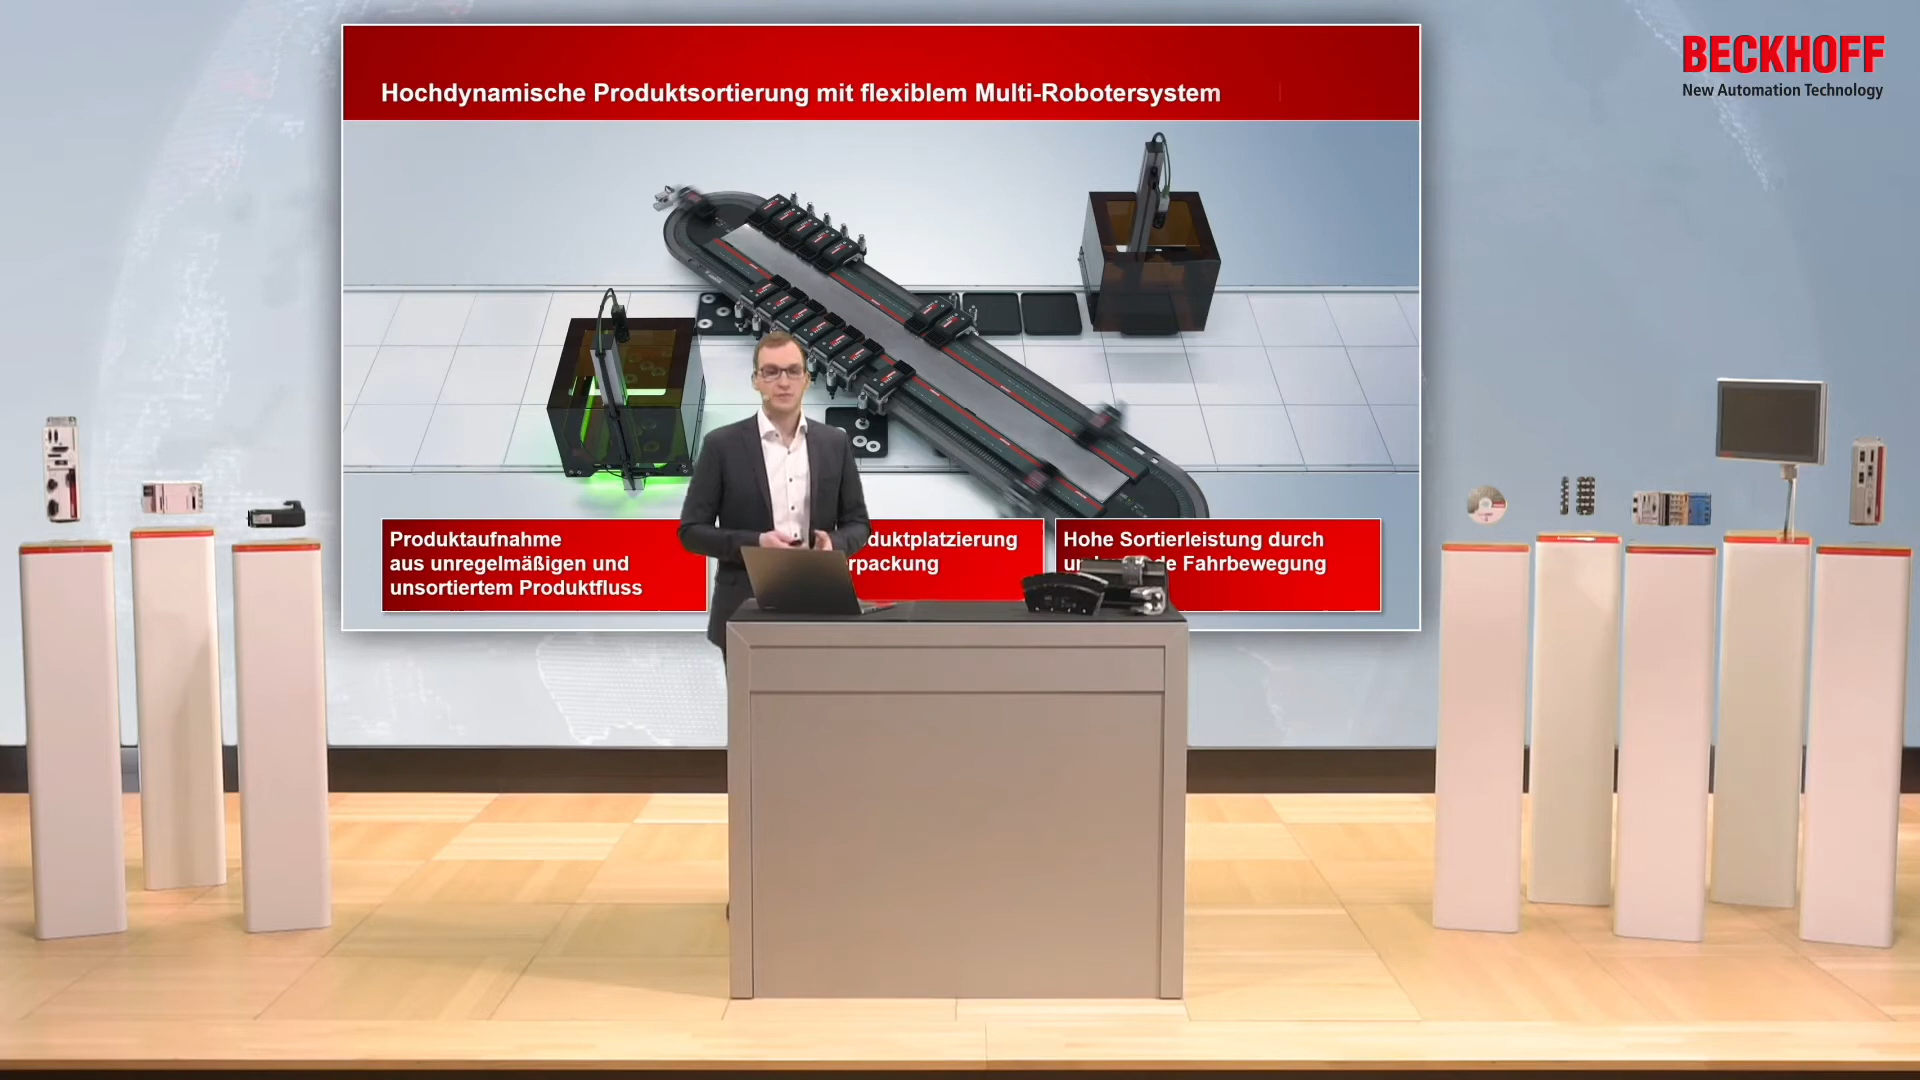 BECKHOFF
New Automation Technology
Hochdynamische Produktsortierung mit flexiblem Multi-Robotersystem
Produktaufnahme
aus unregelmäßigen und
unsortiertem Produktfluss
duktplatzierung
rpackung
Hohe Sortierleistung durch
de Fahrbewegung